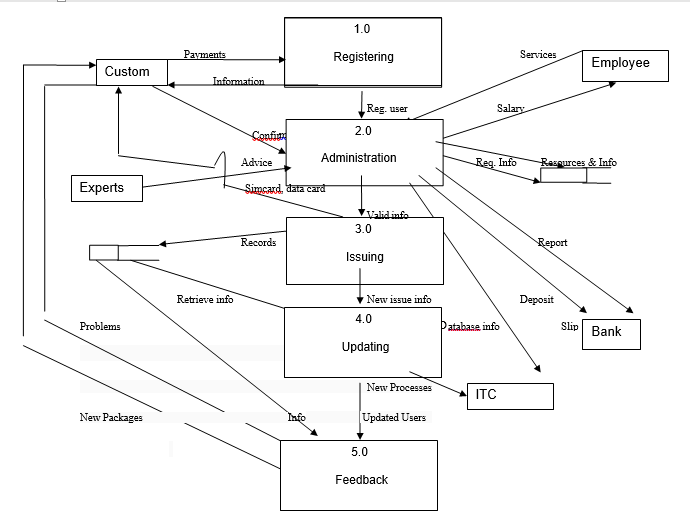 1.0
Registering
Payments
Services
Employee
Custom
Information
Reg. user
Salary
2.0
Confirm
Administration
Advice
Req. Info
Resources & Info
Experts
Simcard, data card
Valid info
3.0
Records
Report
Issuing
Retrieve info
New issue info
Deposit
4.0
Problems
Database info
Slip
Bank
Updating
New Processes
ITC
New Packages
Info
Updated Users
5.0
Feedback